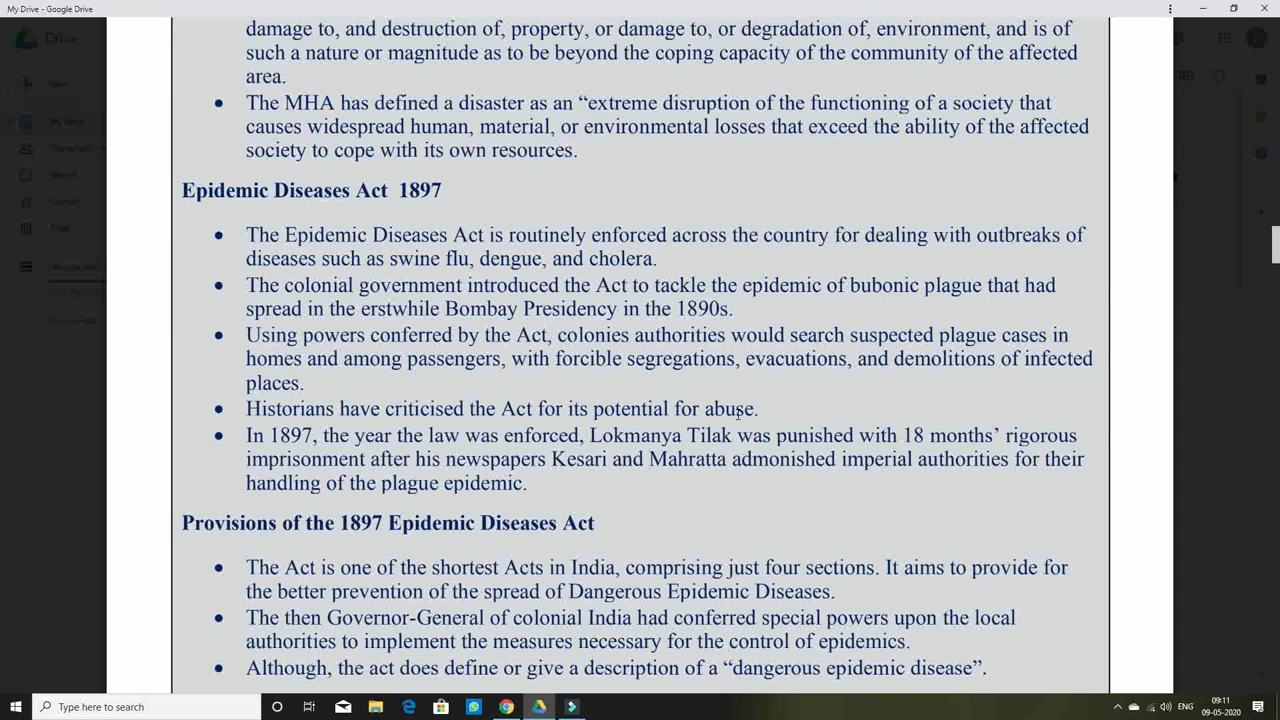 My Drive - Google Drive
Drive
damage to, and destruction of, property, or damage to, or degradation of, environment, and is of
such a nature or magnitude as to be beyond the coping capacity of the community of the affected
area.
• The MHA has defined a disaster as an “extreme disruption of the functioning of a society that
causes widespread human, material, or environmental losses that exceed the ability of the affected
society to cope with its own resources.
Epidemic Diseases Act 1897
• The Epidemic Diseases Act is routinely enforced across the country for dealing with outbreaks of
diseases such as swine flu, dengue, and cholera.
• The colonial government introduced the Act to tackle the epidemic of bubonic plague that had
spread in the erstwhile Bombay Presidency in the 1890s.
• Using powers conferred by the Act, colonies authorities would search suspected plague cases in
homes and among passengers, with forcible segregations, evacuations, and demolitions of infected
places.
• Historians have criticised the Act for its potential for abuse.
• In 1897, the year the law was enforced, Lokmanya Tilak was punished with 18 months’ rigorous
imprisonment after his newspapers Kesari and Mahratta admonished imperial authorities for their
handling of the plague epidemic.
Provisions of the 1897 Epidemic Diseases Act
• The Act is one of the shortest Acts in India, comprising just four sections. It aims to provide for
the better prevention of the spread of Dangerous Epidemic Diseases.
• The then Governor-General of colonial India had conferred special powers upon the local
authorities to implement the measures necessary for the control of epidemics.
• Although, the act does define or give a description of a “dangerous epidemic disease”.
Type here to search
ENG
09:11
09-05-2020